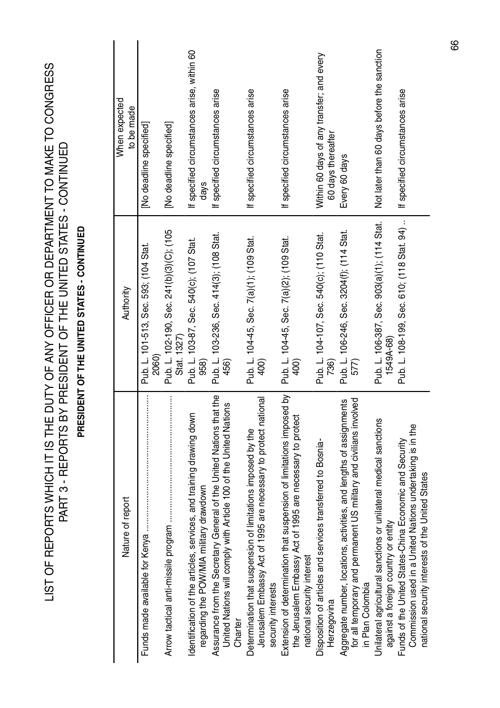 LIST OF REPORTS WHICH IT IS THE DUTY OF ANY OFFICER OR DEPARTMENT TO MAKE TO CONGRESS
PART 3 - REPORTS BY PRESIDENT OF THE UNITED STATES - CONTINUED
PRESIDENT OF THE UNITED STATES - CONTINUED
Nature of report
Authority
When expected
to be made
Funds made available for Kenya
Pub. L. 101-513, Sec. 593; (104 Stat.
2060)
[No deadline specified]
Arrow tactical anti-missile program
Pub. L. 102-190, Sec. 241(b)(3)(C); (105
Stat. 1327)
[No deadline specified]
Identification of the articles, services, and training drawing down
regarding the POW/MIA military drawdown
Pub. L. 103-87, Sec. 540(c); (107 Stat.
958)
If specified circumstances arise, within 60
days
Assurance from the Secretary General of the United Nations that the
United Nations will comply with Article 100 of the United Nations
Charter
Pub. L. 103-236, Sec. 414(3); (108 Stat.
456)
If specified circumstances arise
Determination that suspension of limitations imposed by the
Jerusalem Embassy Act of 1995 are necessary to protect national
security interests
Pub. L. 104-45, Sec. 7(a)(1); (109 Stat.
400)
If specified circumstances arise
Extension of determination that suspension of limitations imposed by
the Jerusalem Embassy Act of 1995 are necessary to protect
national security interest
Pub. L. 104-45, Sec. 7(a)(2); (109 Stat.
400)
If specified circumstances arise
Disposition of articles and services transferred to Bosnia-
Herzegovina
Pub. L. 104-107, Sec. 540(c); (110 Stat.
736)
Within 60 days of any transfer; and every
60 days thereafter
Aggregate number, locations, activities, and lengths of assignments
for all temporary and permanent US military and civilians involved
in Plan Colombia
Pub. L. 106-246, Sec. 3204(f); (114 Stat.
577)
Every 60 days
Unilateral agricultural sanctions or unilateral medical sanctions
against a foreign country or entity
Pub. L. 106-387, Sec. 903(a)(1); (114 Stat.
1549A-68)
Not later than 60 days before the sanction
Funds of the United States-China Economic and Security
Commission used in a United Nations undertaking is in the
national security interests of the United States
Pub. L. 108-199, Sec. 610; (118 Stat. 94) ..
If specified circumstances arise
66